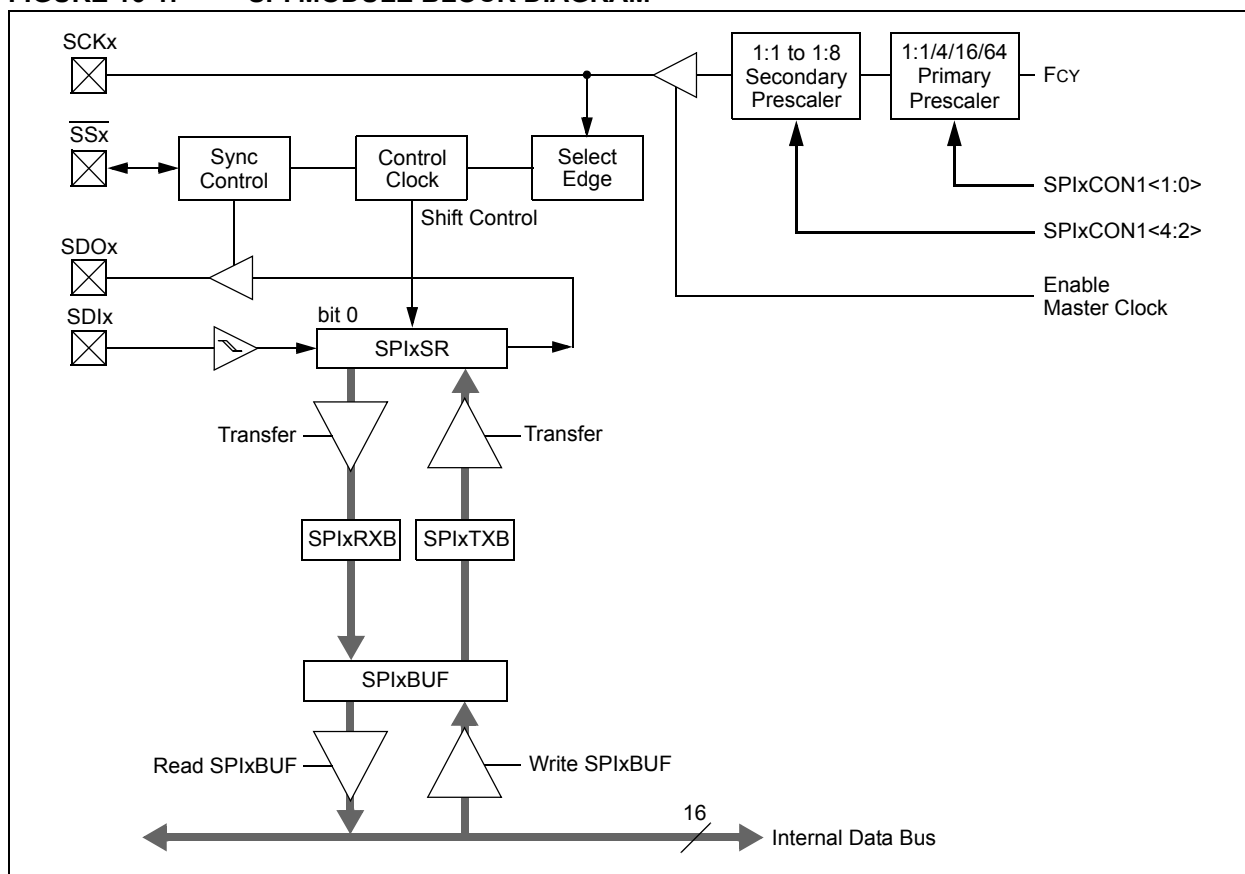 SCKx
1:1 to 1:8
Secondary
Prescaler
1:1/4/16/64
Primary
Prescaler
FCY
SSx
Sync
Control
Control
Clock
Select
Edge
SPIxCON1<1:0>
Shift Control
SPIxCON1<4:2>
SDOx
Enable
Master Clock
SDIx
bit 0
SPIxSR
Transfer
Transfer
SPIxRXB
SPIxTXB
SPIxBUF
Read SPIxBUF
Write SPIxBUF
16
Internal Data Bus